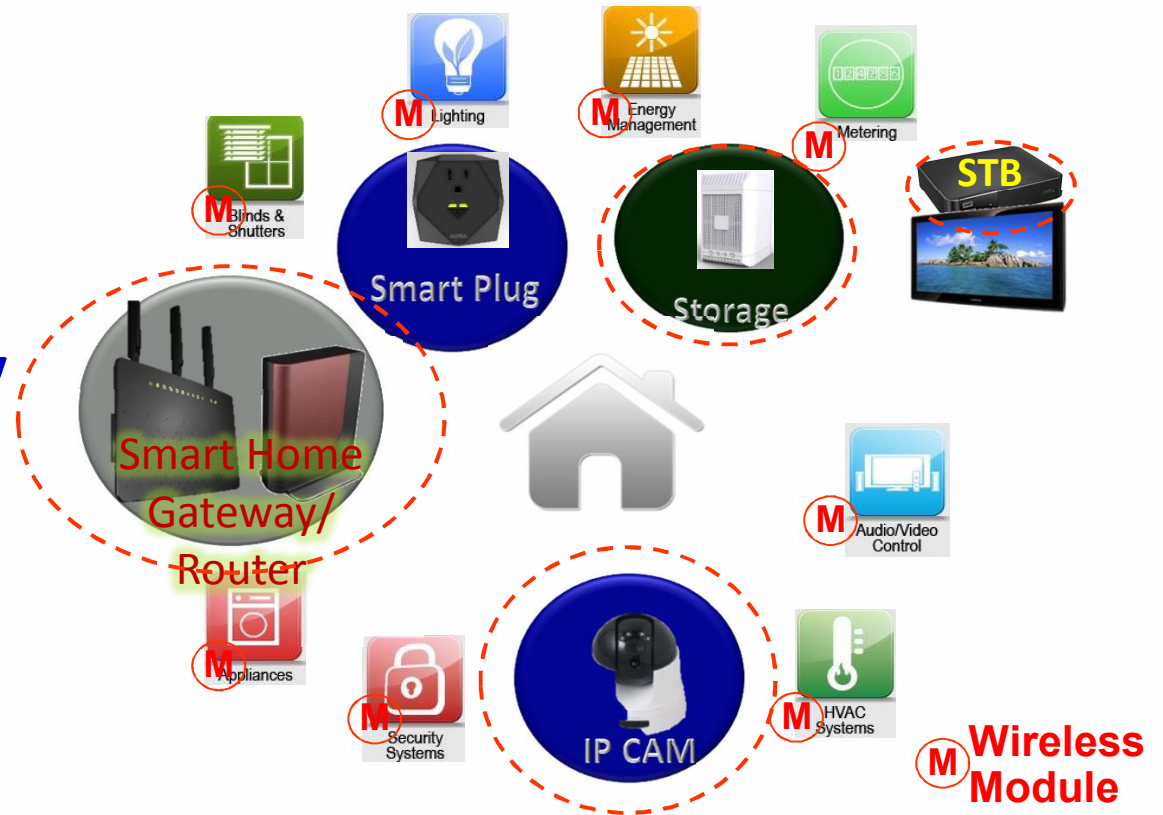 M Lighting
M Energy
Management
124786
M Metering
STB
M Blinds &
Shutters
Smart Plug
Storage
Smart Home
Gateway/
Router
M Audio/Video
Control
M Appliances
M Security
Systems
IP CAM
M HVAC
Systems
M Wireless
Module